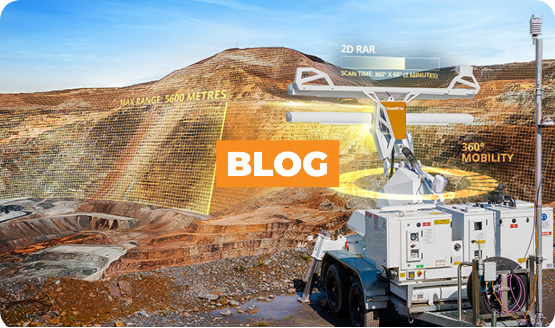 2D RAR
SCAN TIME: 360° X 60° (2 MINUTES)
MAX RANGE: 5600 METRES
360°
MOBILITY
BLOG